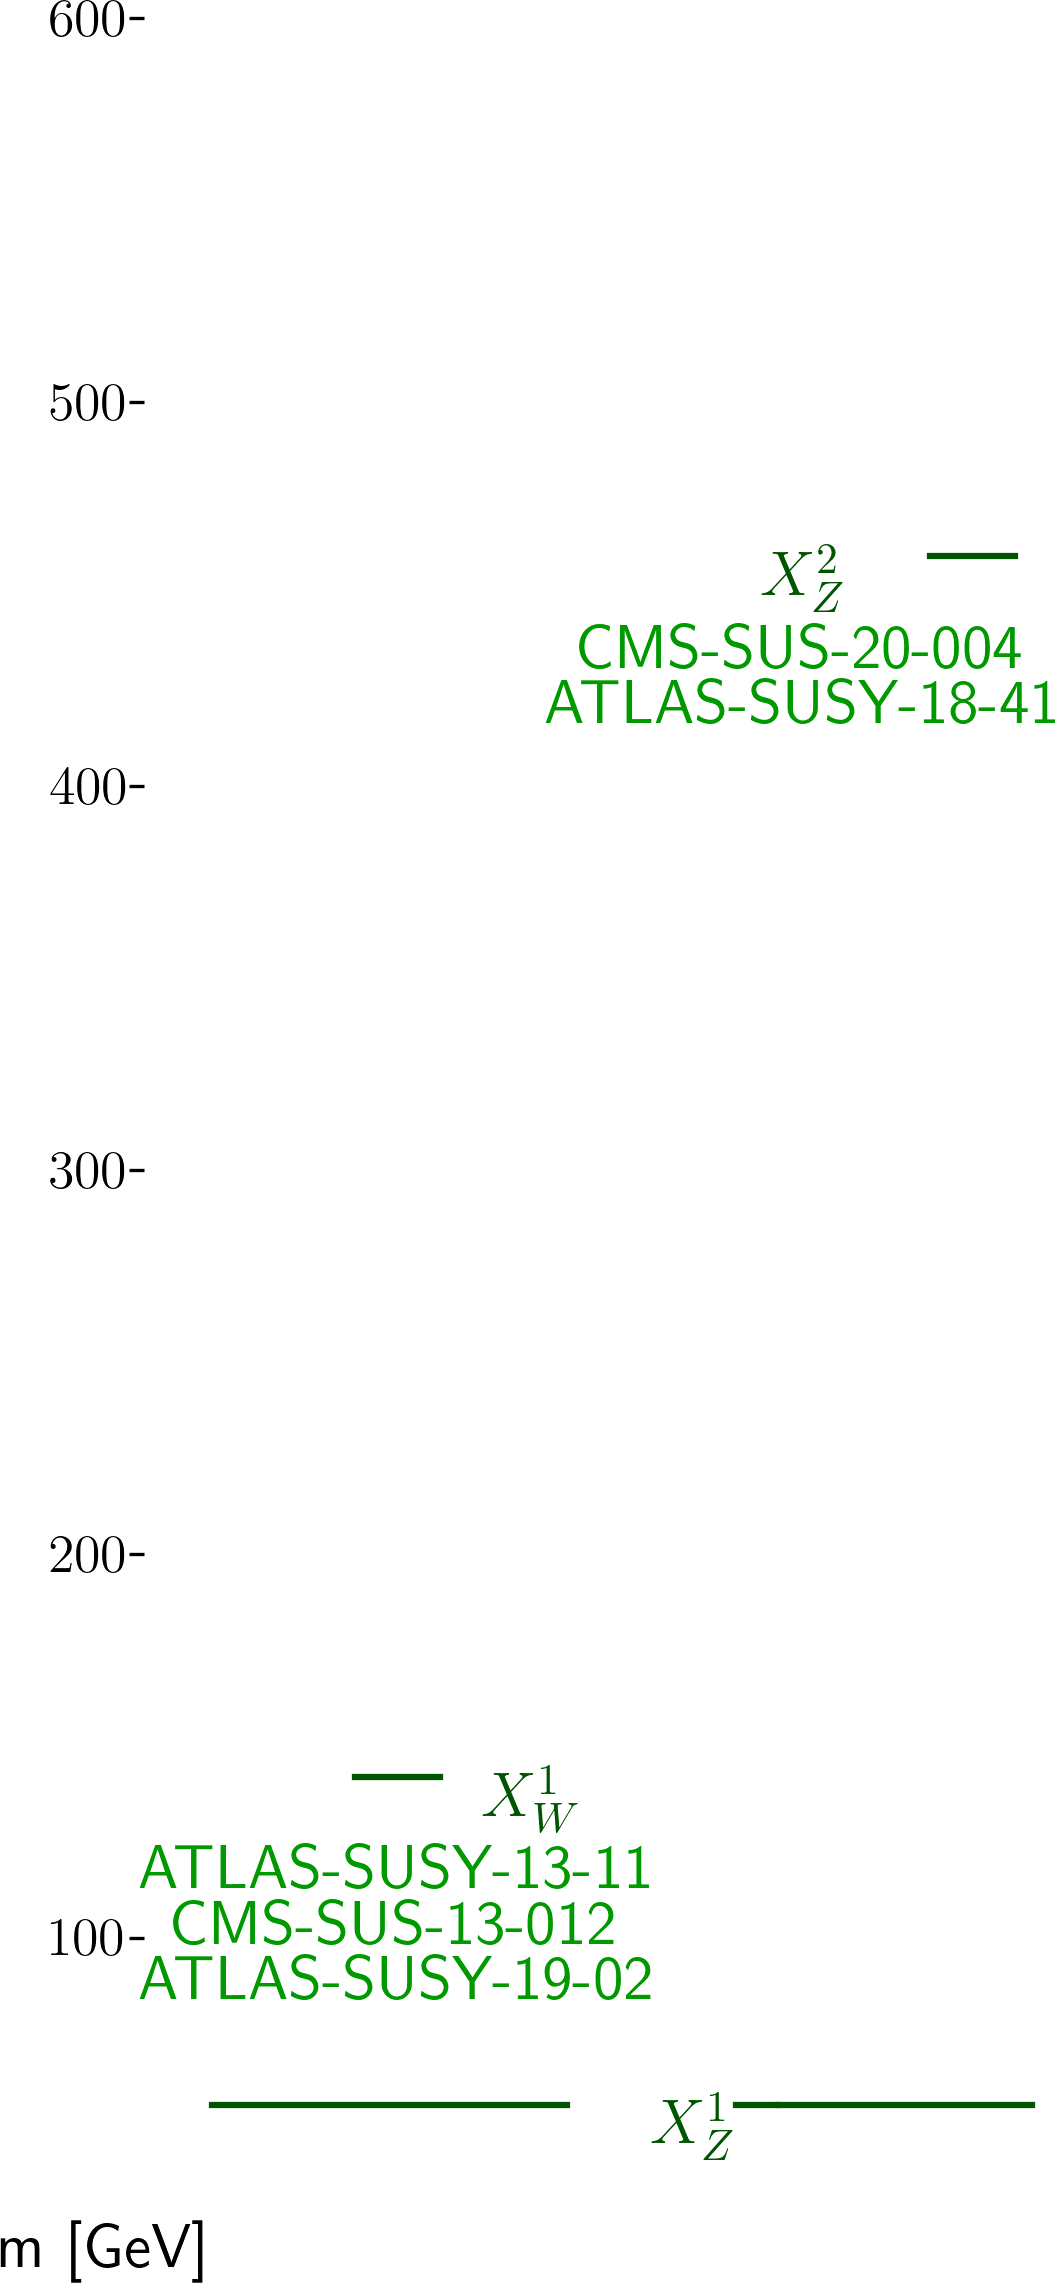 600-
500-
X_Z^2
CMS-SUS-20-004
ATLAS-SUSY-18-41
400-
300-
200-
X_W^1
ATLAS-SUSY-13-11
100-
CMS-SUS-13-012
ATLAS-SUSY-19-02
X_Z^1
m [GeV]